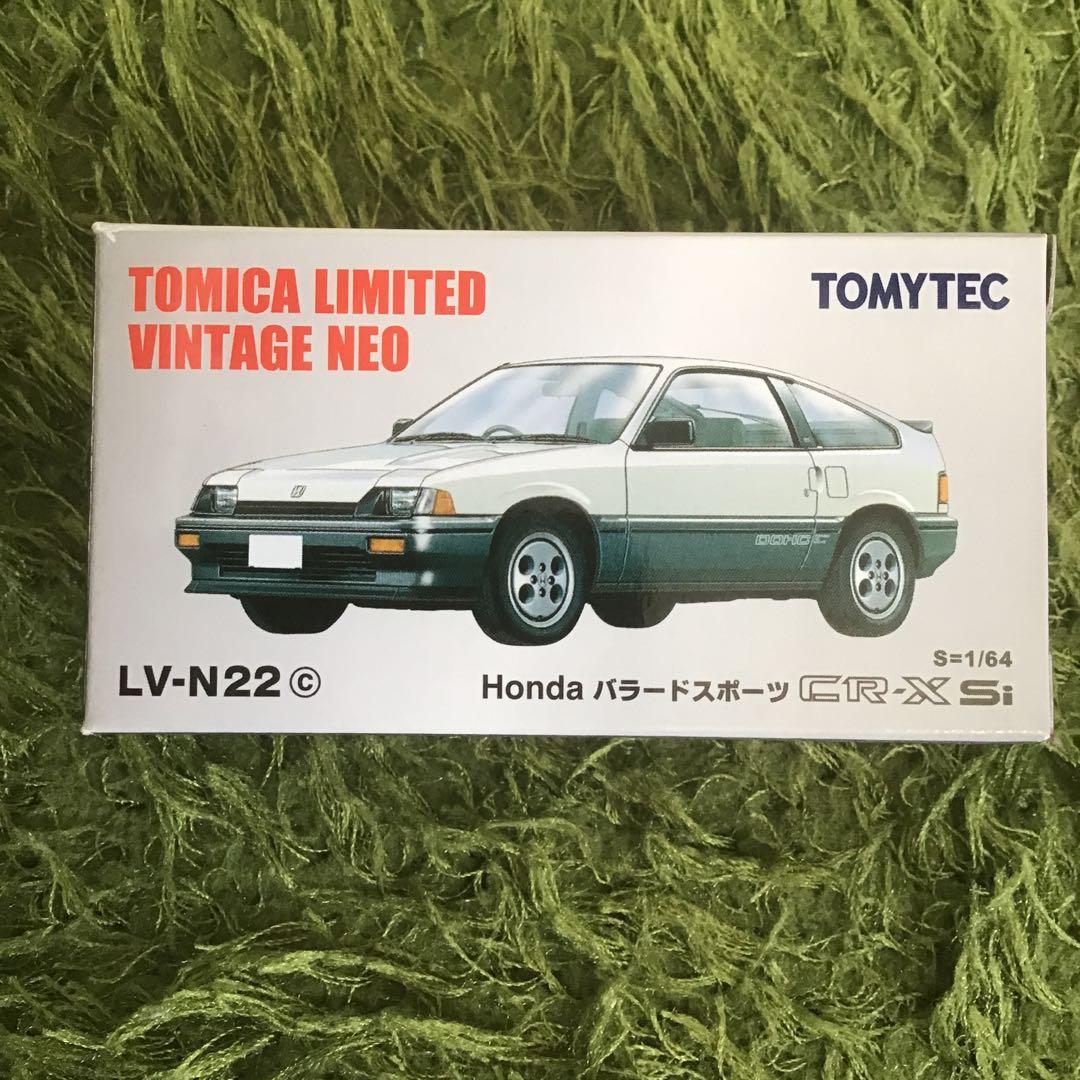 TOMICA LIMITED
VINTAGE NEO
TOMYTEC
DOHC
S=1/64
LV-N22 ⓒ
Honda バラードスポーツ CR-X Si